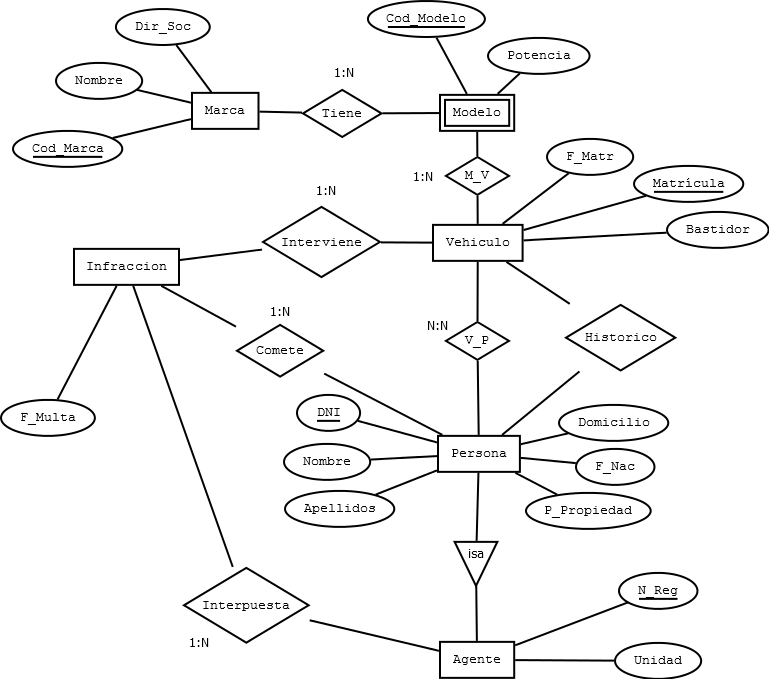 Cod_Modelo
Dir_Soc
Potencia
1:N
Nombre
Marca
Tiene
Modelo
Cod_Marca
F_Matr
1:N
M_V
Matrícula
1:N
Bastidor
Interviene
Vehiculo
Infraccion
1:N
N:N
Historico
V_P
Comete
DNI
F_Multa
Domicilio
Nombre
Persona
F_Nac
Apellidos
P_Propiedad
isa
N_Reg
Interpuesta
1:N
Agente
Unidad